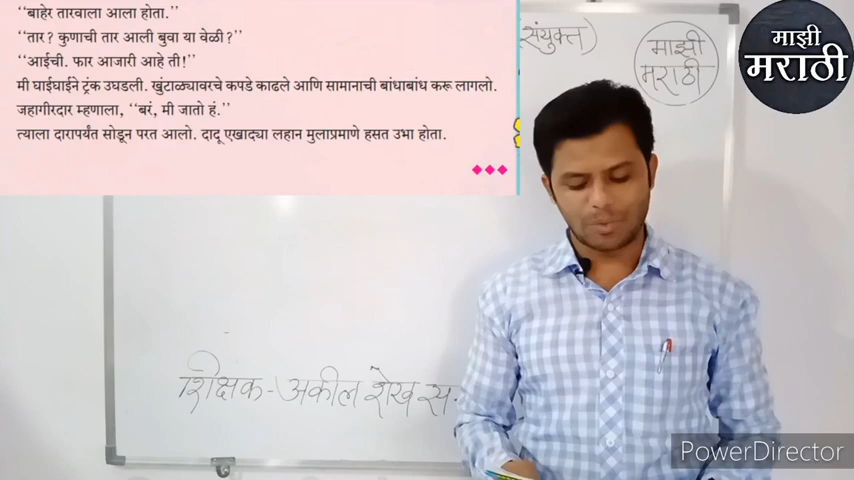 “बाहेर तारवाला आला होता.”
“तार? कुणाची तार आली बुवा या वेळी?”
“आईची. फार आजारी आहे ती!”
मी घाईघाईने ट्रंक उघडली. खुंटाळ्यावरचे कपडे काढले आणि सामानाची बांधाबांध करू लागलो.
जहागीरदार म्हणाला, “बरं, मी जातो हं.”
त्याला दारापर्यंत सोडून परत आलो. दादू एखाद्या लहान मुलाप्रमाणे हसत उभा होता.
(संयुक्त)
माझी
मराठी
माझी
मराठी
शिक्षक - अकील शेख स
PowerDirector